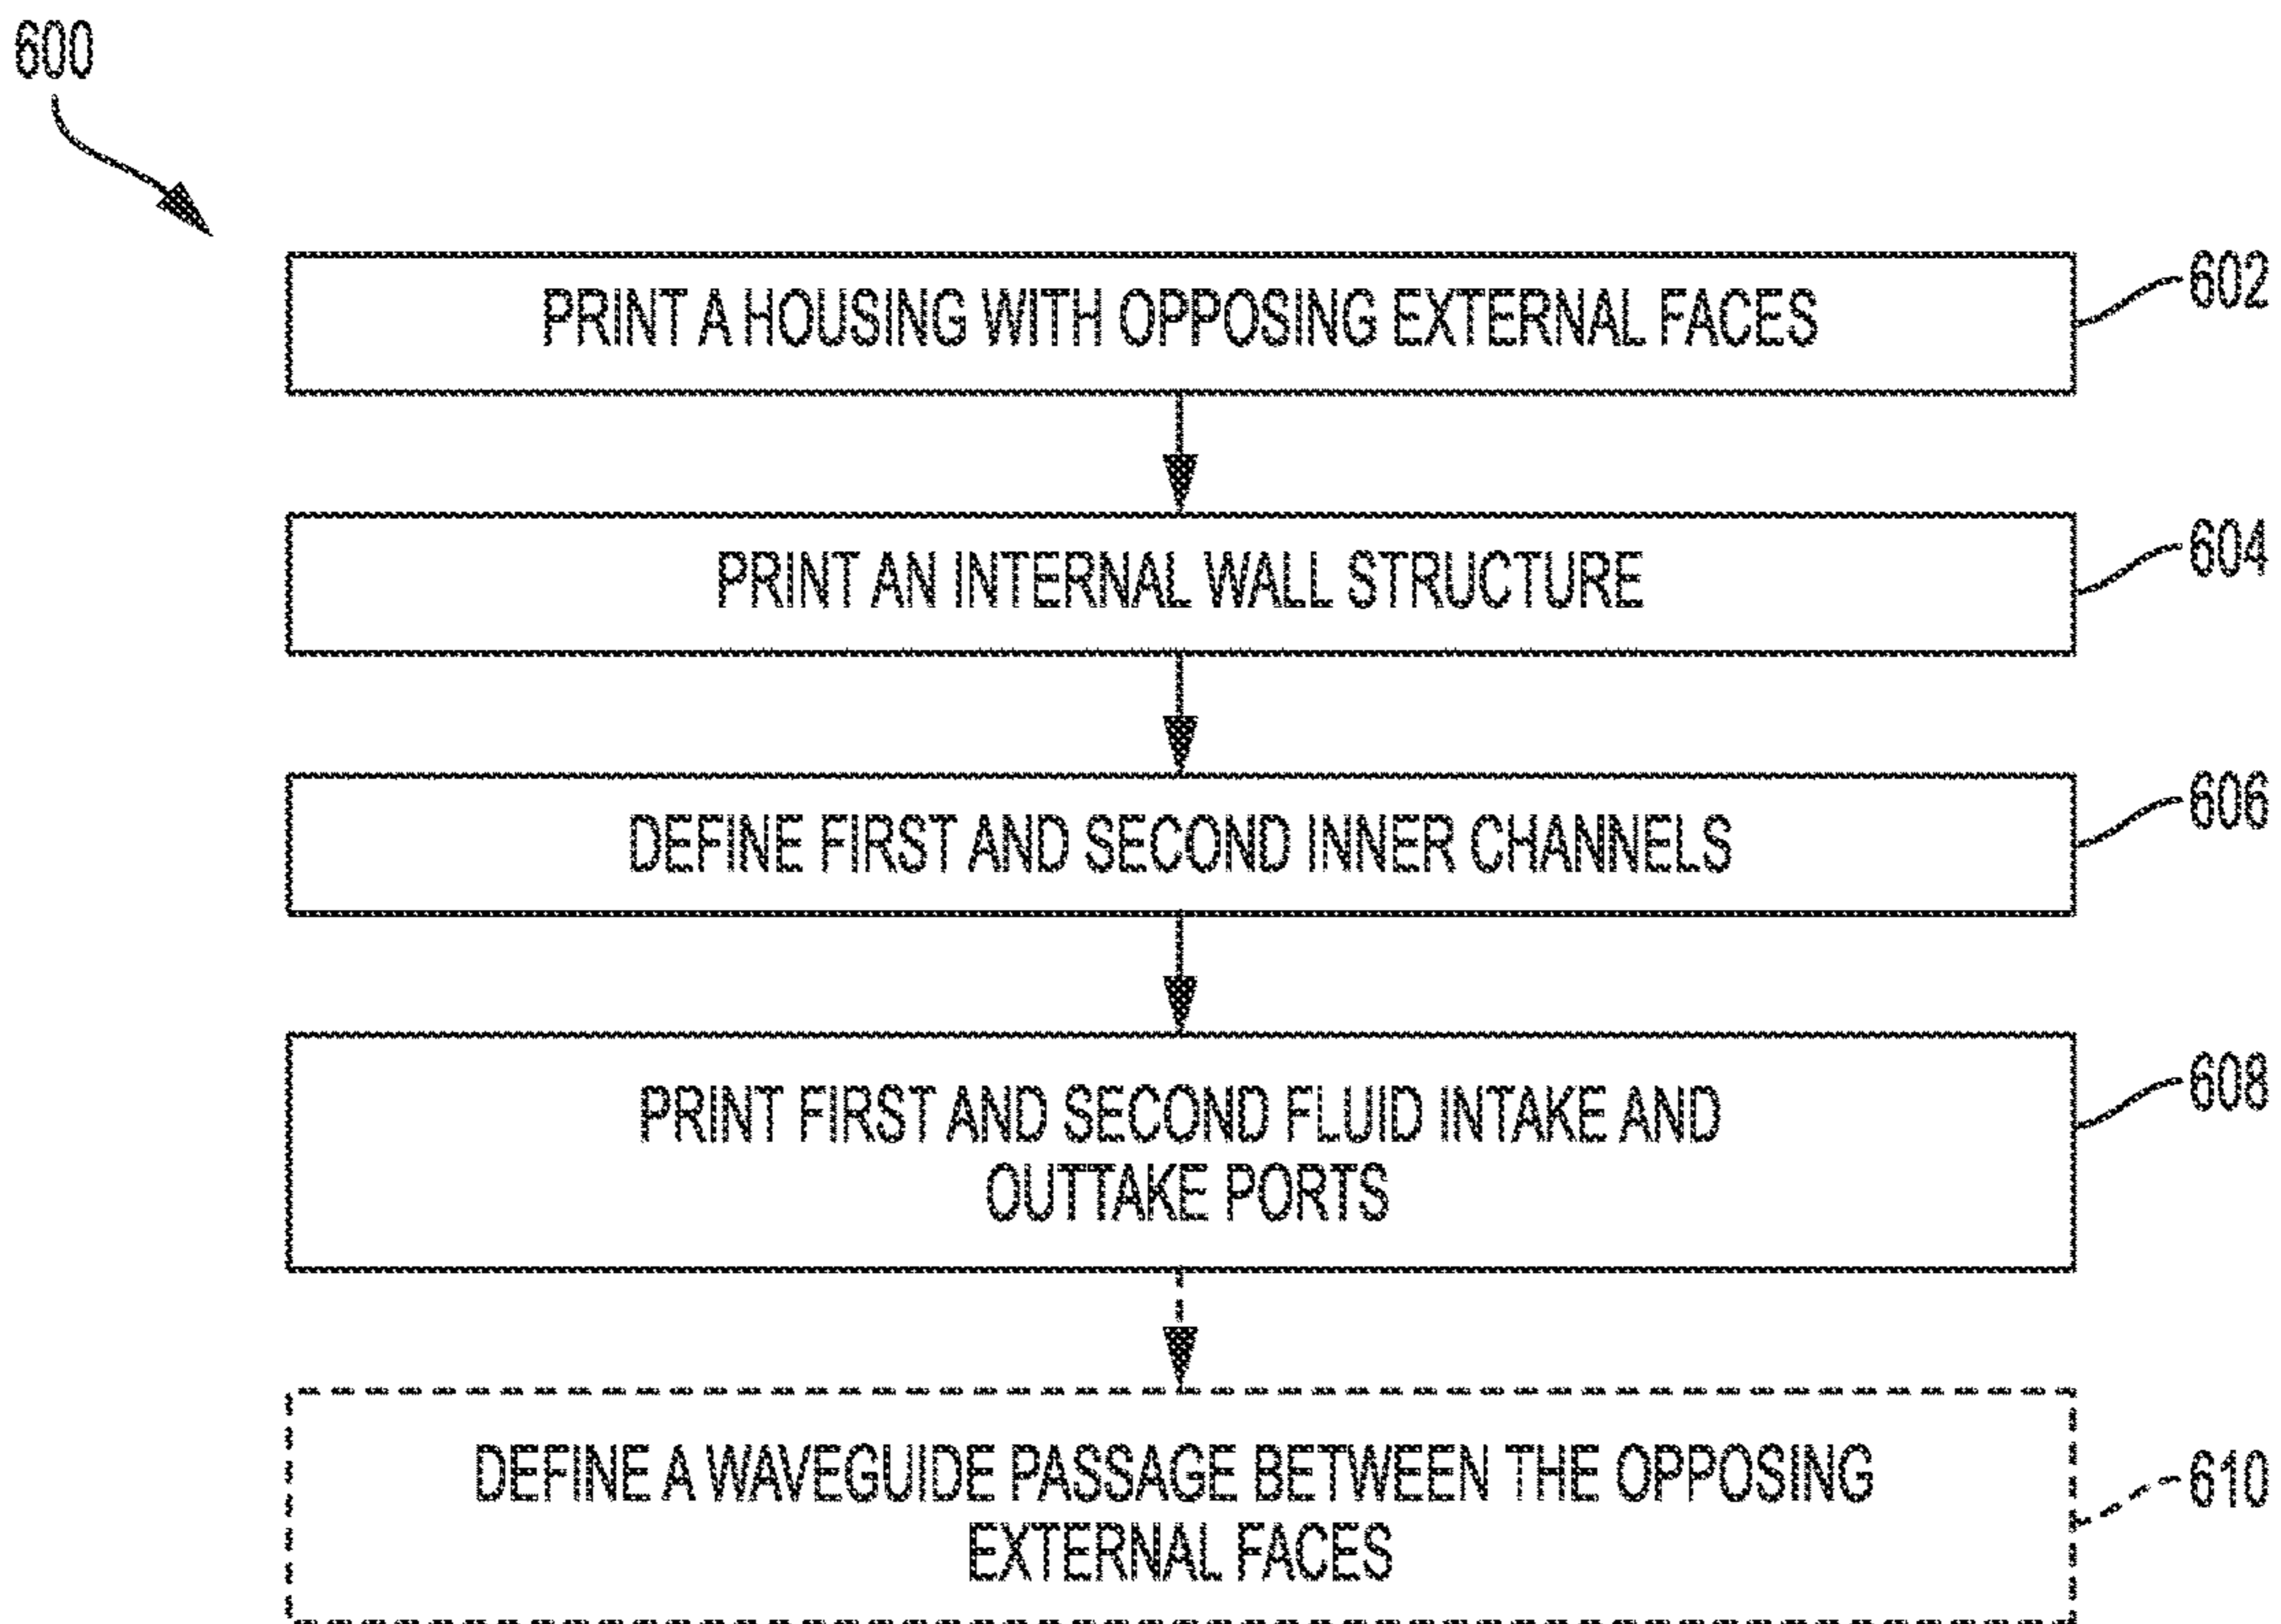 600
PRINT A HOUSING WITH OPPOSING EXTERNAL FACES
602
PRINT AN INTERNAL WALL STRUCTURE
604
DEFINE FIRST AND SECOND INNER CHANNELS
606
PRINT FIRST AND SECOND FLUID INTAKE AND
OUTTAKE PORTS
608
DEFINE A WAVEGUIDE PASSAGE BETWEEN THE OPPOSING
EXTERNAL FACES
610